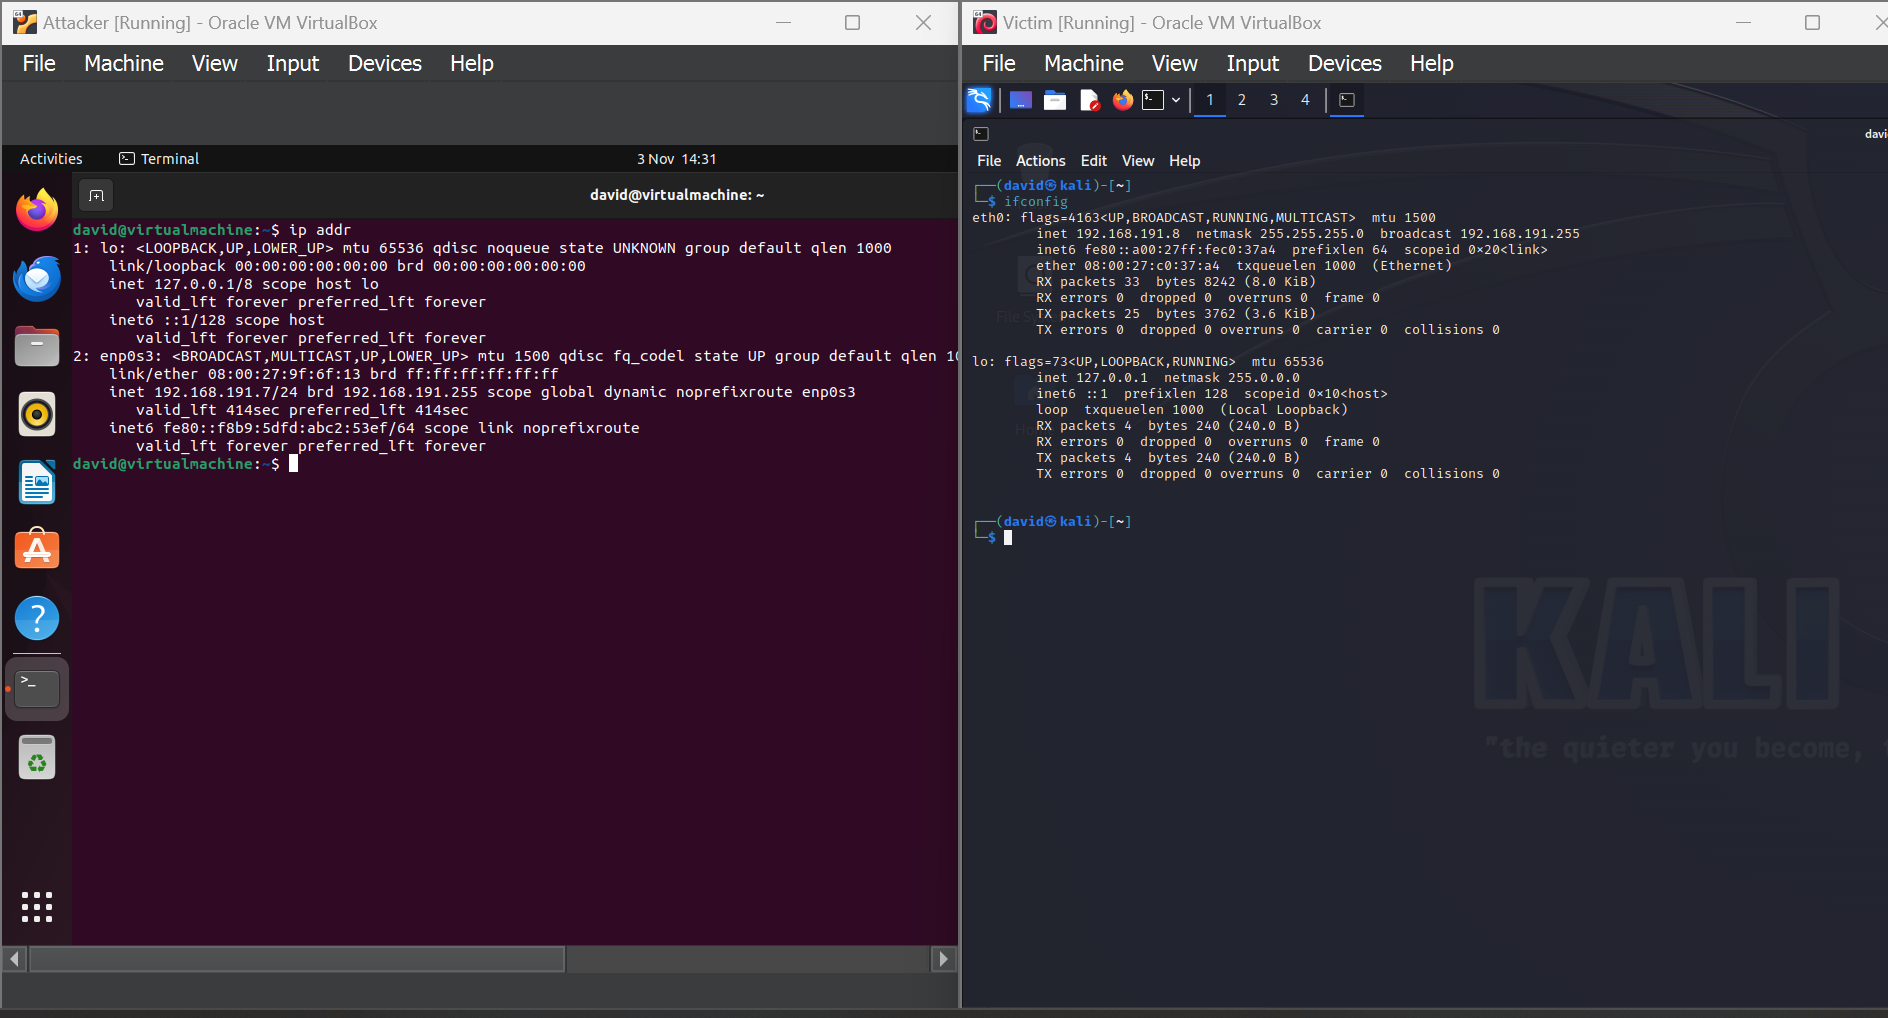 Attacker [Running] - Oracle VM VirtualBox
File Machine View Input Devices Help
Activities Terminal 3 Nov 14:31
david@virtualmachine: ~
david@virtualmachine:~$ ip addr
1: lo: <LOOPBACK,UP,LOWER_UP> mtu 65536 qdisc noqueue state UNKNOWN group default qlen 1000
link/loopback 00:00:00:00:00:00 brd 00:00:00:00:00:00
inet 127.0.0.1/8 scope host lo
valid_lft forever preferred_lft forever
inet6 ::1/128 scope host
valid_lft forever preferred_lft forever
2: enp0s3: <BROADCAST,MULTICAST,UP,LOWER_UP> mtu 1500 qdisc fq_codel state UP group default qlen
link/ether 08:00:27:9f:6f:13 brd ff:ff:ff:ff:ff:ff
inet 192.168.191.7/24 brd 192.168.191.255 scope global dynamic noprefixroute enp0s3
valid_lft 414sec preferred_lft 414sec
inet6 fe80::f8b9:5dfd:abc2:53ef/64 scope link noprefixroute
valid_lft forever preferred_lft forever
david@virtualmachine:~$
Victim [Running] - Oracle VM VirtualBox
File Machine View Input Devices Help
1 2 3 4
davi
File Actions Edit View Help
┌──(david㉿kali)-[~]
└─$ ifconfig
eth0: flags=4163<UP,BROADCAST,RUNNING,MULTICAST> mtu 1500
inet 192.168.191.8 netmask 255.255.255.0 broadcast 192.168.191.255
inet6 fe80::a00:27ff:fec0:37a4 prefixlen 64 scopeid 0×20<link>
ether 08:00:27:c0:37:a4 txqueuelen 1000 (Ethernet)
RX packets 33 bytes 8242 (8.0 KiB)
RX errors 0 dropped 0 overruns 0 frame 0
TX packets 25 bytes 3762 (3.6 KiB)
TX errors 0 dropped 0 overruns 0 carrier 0 collisions 0
lo: flags=73<UP,LOOPBACK,RUNNING> mtu 65536
inet 127.0.0.1 netmask 255.0.0.0
inet6 ::1 prefixlen 128 scopeid 0×10<host>
loop txqueuelen 1000 (Local Loopback)
RX packets 4 bytes 240 (240.0 B)
RX errors 0 dropped 0 overruns 0 frame 0
TX packets 4 bytes 240 (240.0 B)
TX errors 0 dropped 0 overruns 0 carrier 0 collisions 0
┌──(david㉿kali)-[~]
└─$
KALI
"the quieter you become,